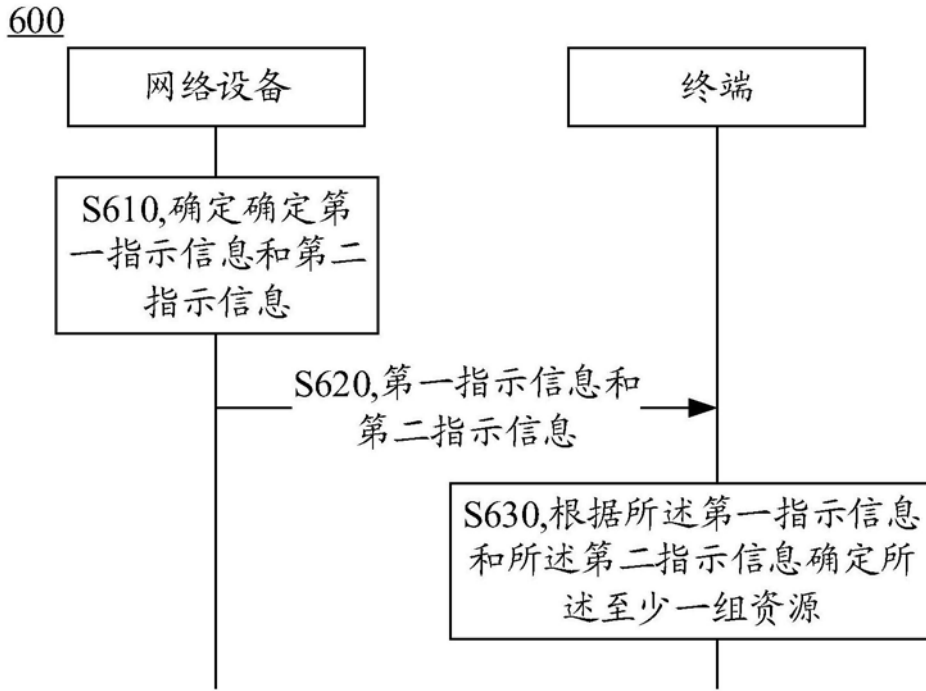 600
网络设备
终端
S610,确定确定第
一指示信息和第二
指示信息
S620,第一指示信息和
第二指示信息
S630,根据所述第一指示信息
和所述第二指示信息确定所
述至少一组资源